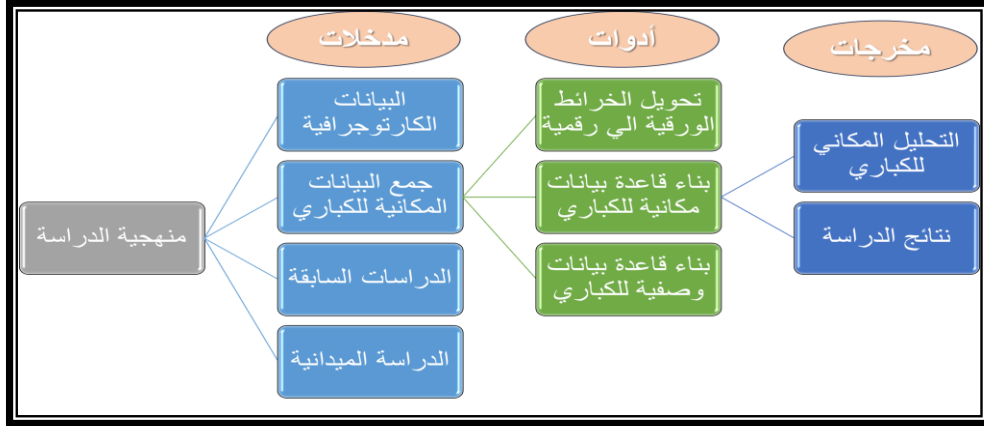 مدخلات
أدوات
مخرجات
منهجية الدراسة
البيانات
الكارتوجرافية
جمع البيانات
المكانية للكباري
الدراسات السابقة
الدراسة الميدانية
تحويل الخرائط
الورقية الي رقمية
بناء قاعدة بيانات
مكانية للكباري
بناء قاعدة بيانات
وصفية للكباري
التحليل المكاني
للكباري
نتائج الدراسة